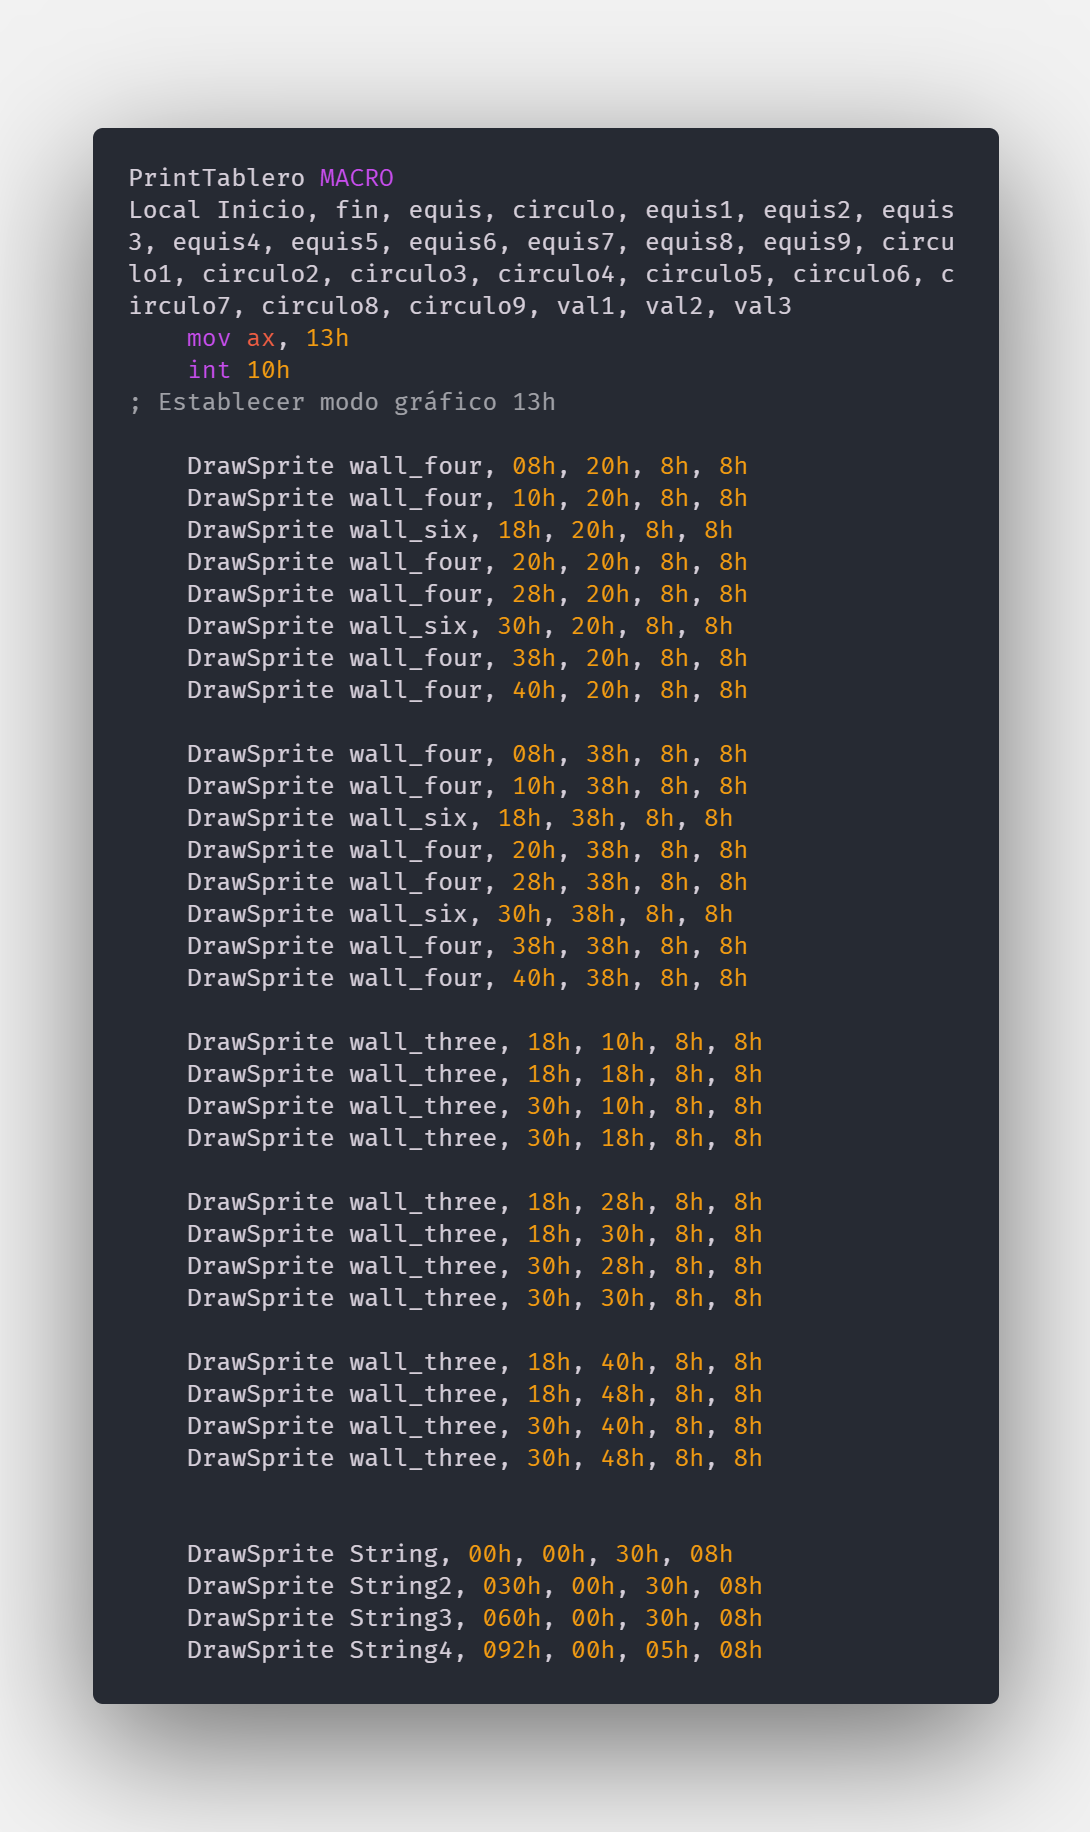 PrintTablero MACRO
Local Inicio, fin, equis, circulo, equis1, equis2, equis
3, equis4, equis5, equis6, equis7, equis8, equis9, circu
lo1, circulo2, circulo3, circulo4, circulo5, circulo6, c
irculo7, circulo8, circulo9, val1, val2, val3
    mov ax, 13h
    int 10h
; Establecer modo gráfico 13h

    DrawSprite wall_four, 08h, 20h, 8h, 8h
    DrawSprite wall_four, 10h, 20h, 8h, 8h
    DrawSprite wall_six, 18h, 20h, 8h, 8h
    DrawSprite wall_four, 20h, 20h, 8h, 8h
    DrawSprite wall_four, 28h, 20h, 8h, 8h
    DrawSprite wall_six, 30h, 20h, 8h, 8h
    DrawSprite wall_four, 38h, 20h, 8h, 8h
    DrawSprite wall_four, 40h, 20h, 8h, 8h

    DrawSprite wall_four, 08h, 38h, 8h, 8h
    DrawSprite wall_four, 10h, 38h, 8h, 8h
    DrawSprite wall_six, 18h, 38h, 8h, 8h
    DrawSprite wall_four, 20h, 38h, 8h, 8h
    DrawSprite wall_four, 28h, 38h, 8h, 8h
    DrawSprite wall_six, 30h, 38h, 8h, 8h
    DrawSprite wall_four, 38h, 38h, 8h, 8h
    DrawSprite wall_four, 40h, 38h, 8h, 8h

    DrawSprite wall_three, 18h, 10h, 8h, 8h
    DrawSprite wall_three, 18h, 18h, 8h, 8h
    DrawSprite wall_three, 30h, 10h, 8h, 8h
    DrawSprite wall_three, 30h, 18h, 8h, 8h

    DrawSprite wall_three, 18h, 28h, 8h, 8h
    DrawSprite wall_three, 18h, 30h, 8h, 8h
    DrawSprite wall_three, 30h, 28h, 8h, 8h
    DrawSprite wall_three, 30h, 30h, 8h, 8h

    DrawSprite wall_three, 18h, 40h, 8h, 8h
    DrawSprite wall_three, 18h, 48h, 8h, 8h
    DrawSprite wall_three, 30h, 40h, 8h, 8h
    DrawSprite wall_three, 30h, 48h, 8h, 8h


    DrawSprite String, 00h, 00h, 30h, 08h
    DrawSprite String2, 030h, 00h, 30h, 08h
    DrawSprite String3, 060h, 00h, 30h, 08h
    DrawSprite String4, 092h, 00h, 05h, 08h